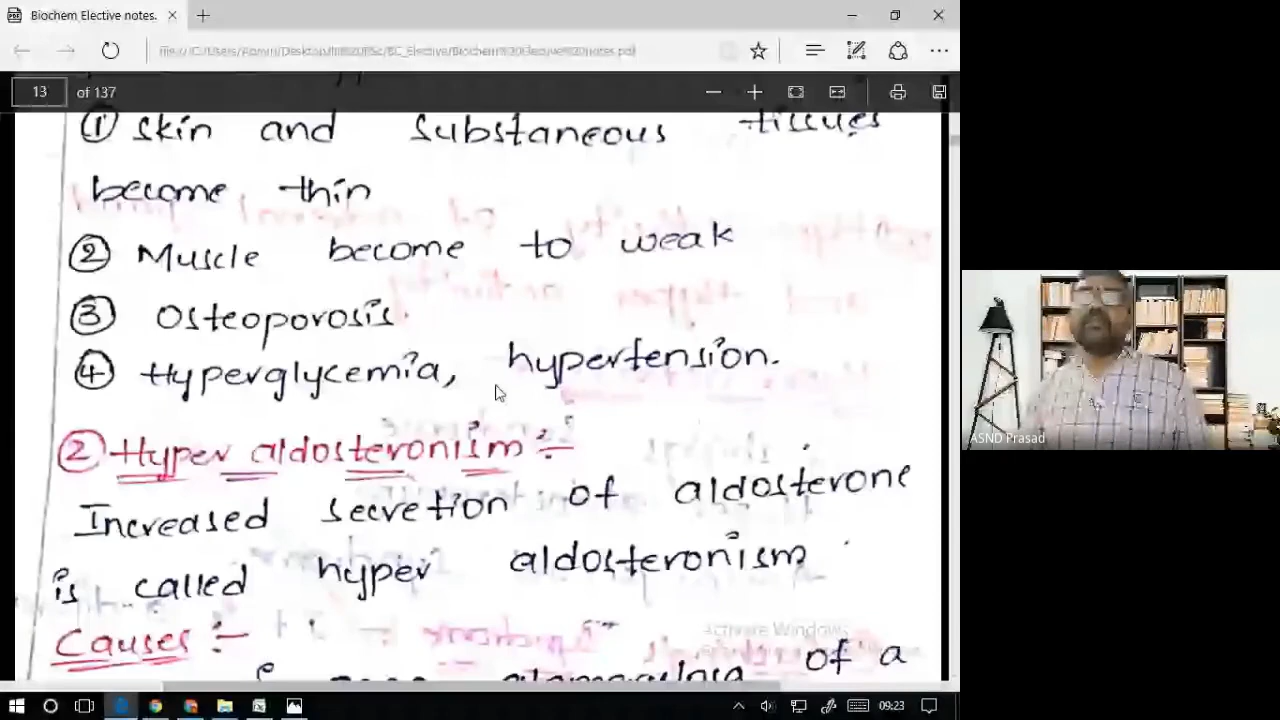 Biochem Elective notes.
13 of 137
① skin and substaneous tissues
become thin
② Muscle become to weak
③ Osteoporosis.
④ Hyperglycemia, hypertension.
② Hyper aldosteronism :-
Increased secretion of aldosterone
is called hyper aldosteronism
Causes :-
of a
Activate Windows
ASND Prasad
09:23